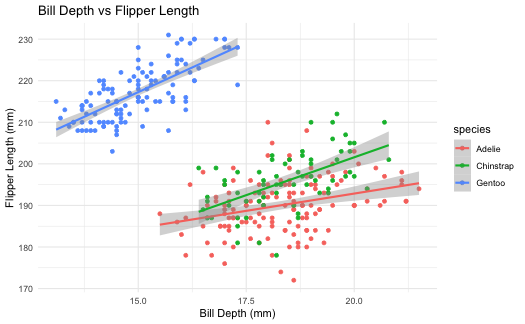 Bill Depth vs Flipper Length
230
220
210
200
190
180
170
15.0
17.5
20.0
Bill Depth (mm)
Flipper Length (mm)
species
Adelie
Chinstrap
Gentoo